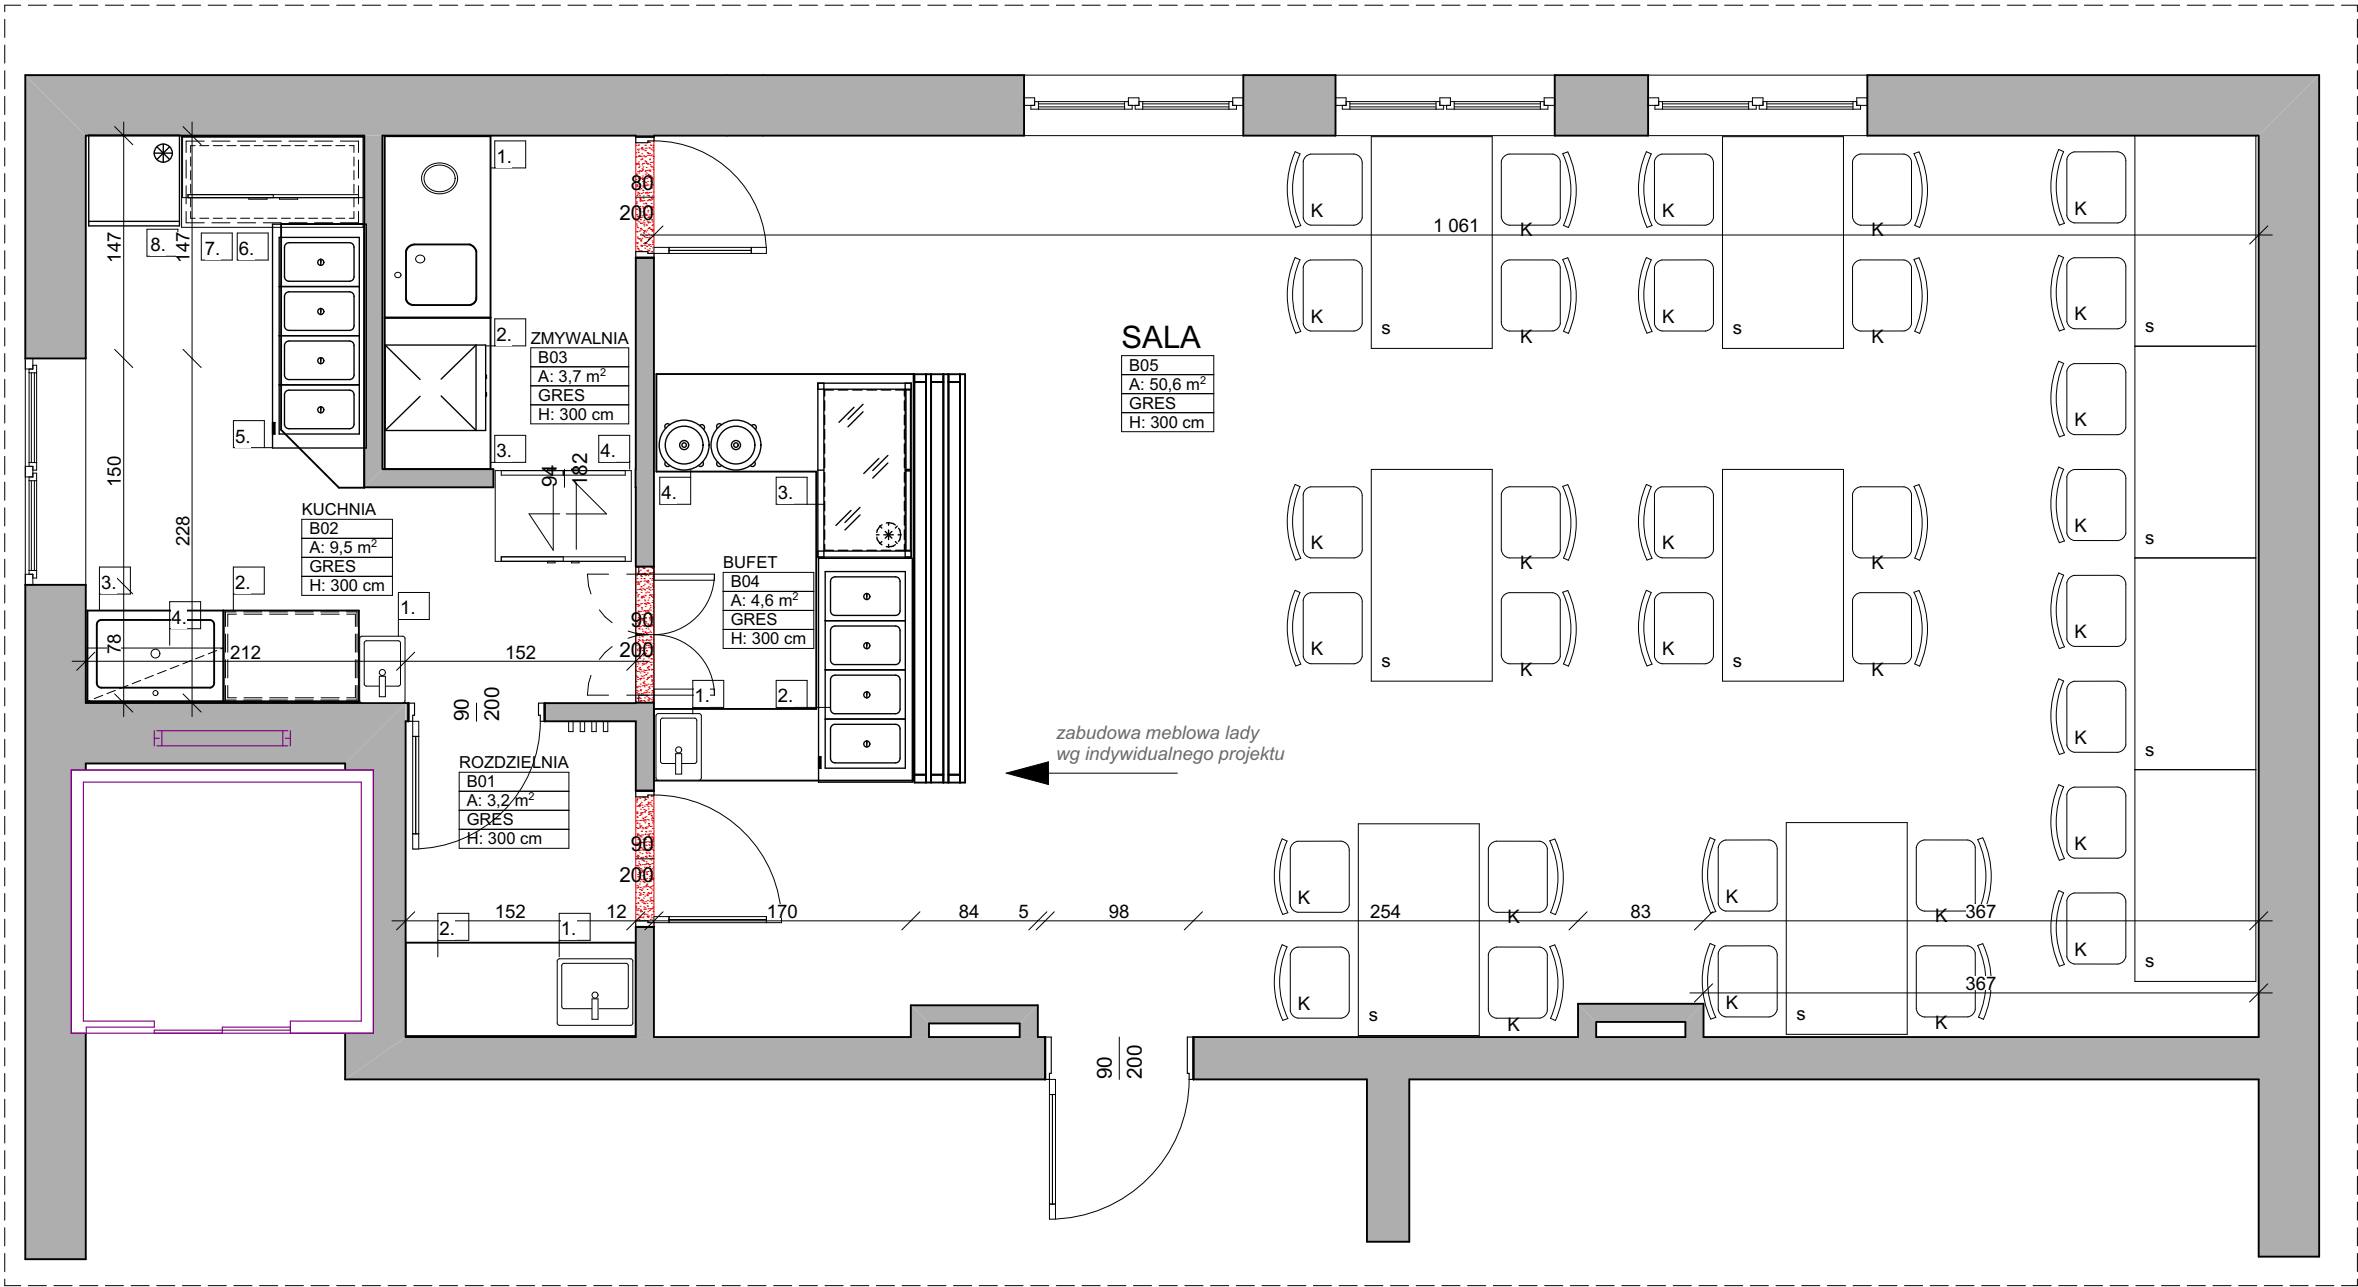 1.
80
200
K
K
K
K
K
1 061
147
8.
147
7.
6.
K
K
K
K
K
s
s
s
SALA
B05
A: 50,6 m²
GRES
H: 300 cm
2.
ZMYWALNIA
B03
A: 3,7 m²
GRES
H: 300 cm
3.
4.
5.
K
150
94
182
4.
3.
KUCHNIA
B02
A: 9,5 m²
GRES
H: 300 cm
228
K
K
K
K
K
s
BUFET
B04
A: 4,6 m²
GRES
H: 300 cm
3.
2.
4.
1.
78
212
152
90
200
K
K
K
K
K
s
s
1.
2.
90
200
K
s
zabudowa meblowa lady
wg indywidualnego projektu
ROZDZIELNIA
B01
A: 3,2 m²
GRES
H: 300 cm
90
200
K
152
12
170
84
5
98
K
254
K
83
K
K
367
2.
1.
K
s
367
K
s
K
K
s
K
90
200